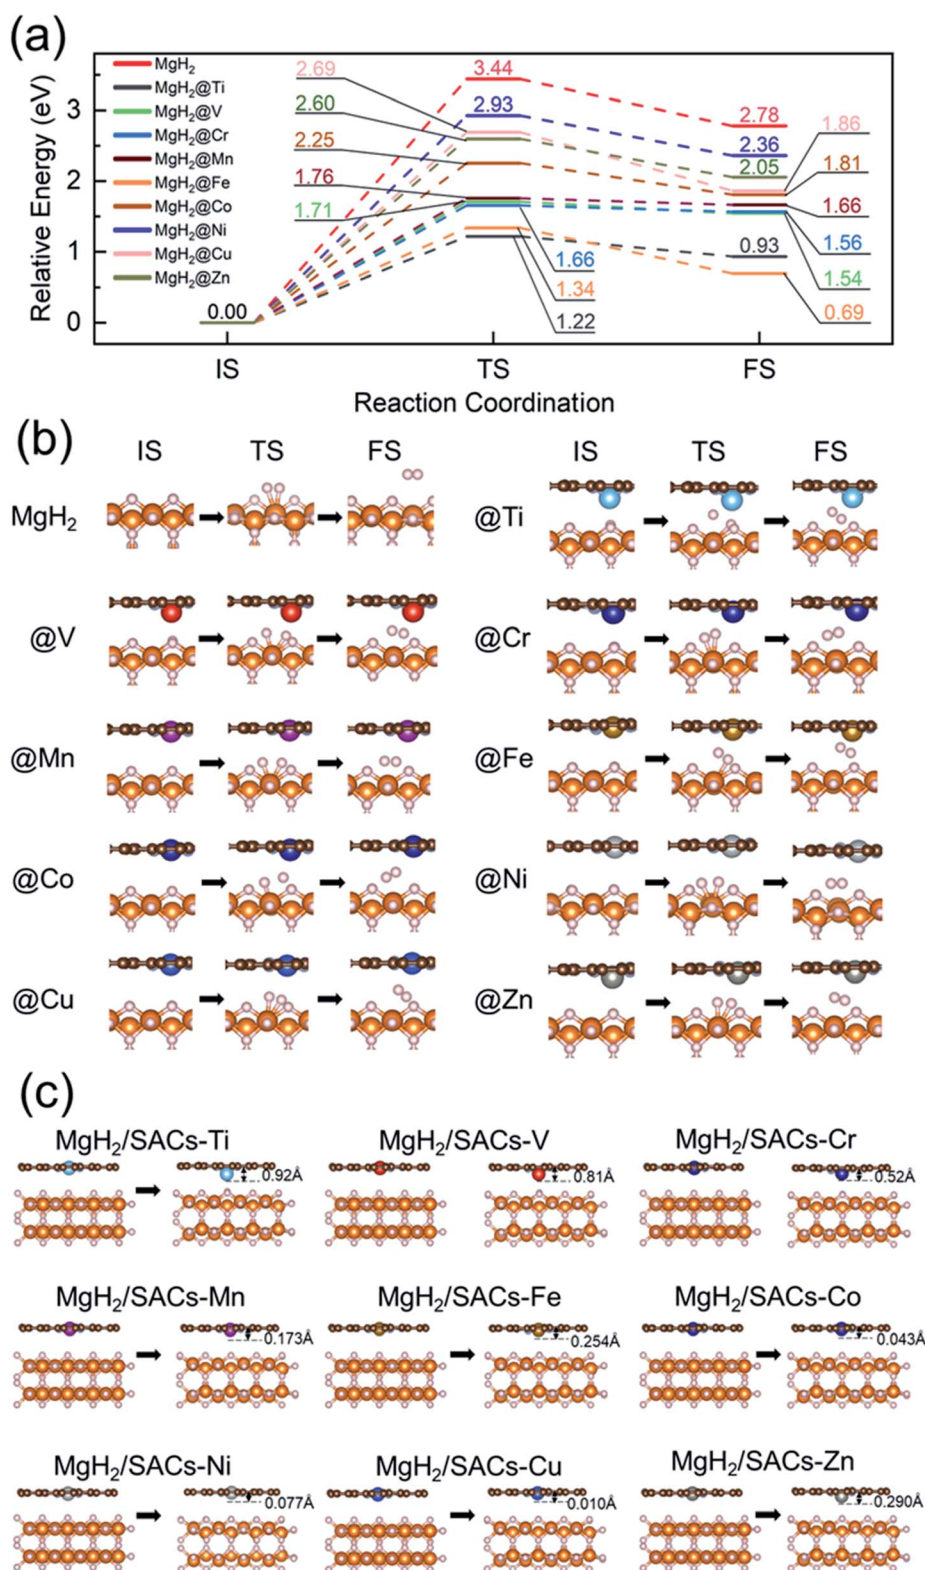 (a)
MgH₂
MgH₂@Ti
MgH₂@V
MgH₂@Cr
MgH₂@Mn
MgH₂@Fe
MgH₂@Co
MgH₂@Ni
MgH₂@Cu
MgH₂@Zn
Relative Energy (eV)
3
2
1
0
0.00
2.69
2.60
2.25
1.76
1.71
3.44
2.93
1.66
1.34
1.22
2.78
2.36
2.05
0.93
1.86
1.81
1.66
1.56
1.54
0.69
IS TS FS
Reaction Coordination
(b)
IS TS FS IS TS FS
MgH₂ @Ti
@V @Cr
@Mn @Fe
@Co @Ni
@Cu @Zn
(c)
MgH₂/SACs-Ti MgH₂/SACs-V MgH₂/SACs-Cr
0.92Å 0.81Å 0.52Å
MgH₂/SACs-Mn MgH₂/SACs-Fe MgH₂/SACs-Co
0.173Å 0.254Å 0.043Å
MgH₂/SACs-Ni MgH₂/SACs-Cu MgH₂/SACs-Zn
0.077Å 0.010Å 0.290Å